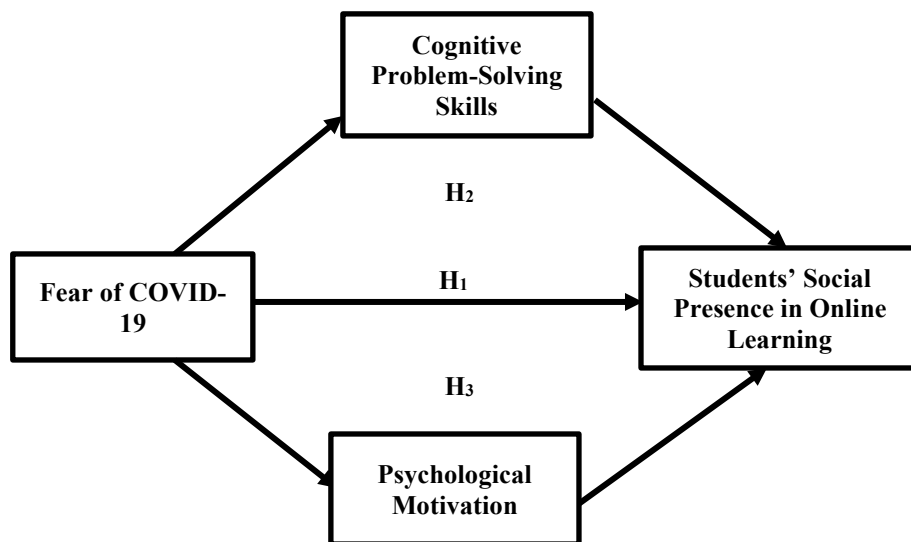 Cognitive
Problem-Solving
Skills
H₂
Fear of COVID-
19
H₁
Students’ Social
Presence in Online
Learning
H₃
Psychological
Motivation